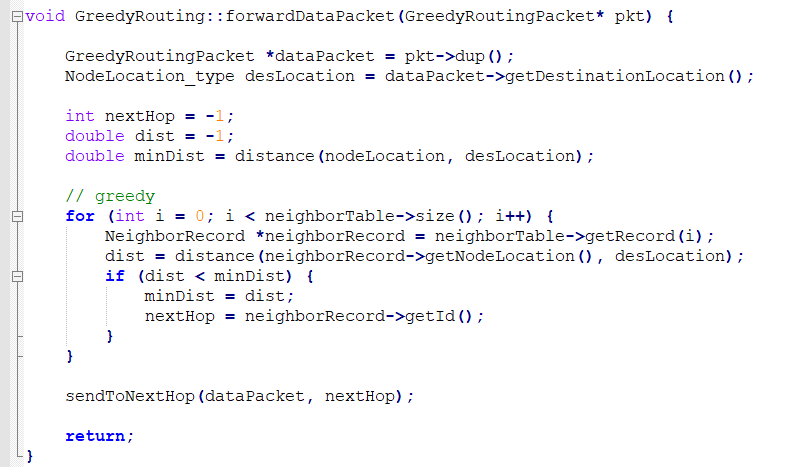 void GreedyRouting::forwardDataPacket(GreedyRoutingPacket* pkt) {
GreedyRoutingPacket *dataPacket = pkt->dup();
NodeLocation_type desLocation = dataPacket->getDestinationLocation();
int nextHop = -1;
double dist = -1;
double minDist = distance(nodeLocation, desLocation);
// greedy
for (int i = 0; i < neighborTable->size(); i++) {
NeighborRecord *neighborRecord = neighborTable->getRecord(i);
dist = distance(neighborRecord->getNodeLocation(), desLocation);
if (dist < minDist) {
minDist = dist;
nextHop = neighborRecord->getId();
}
}
sendToNextHop(dataPacket, nextHop);
return;
}